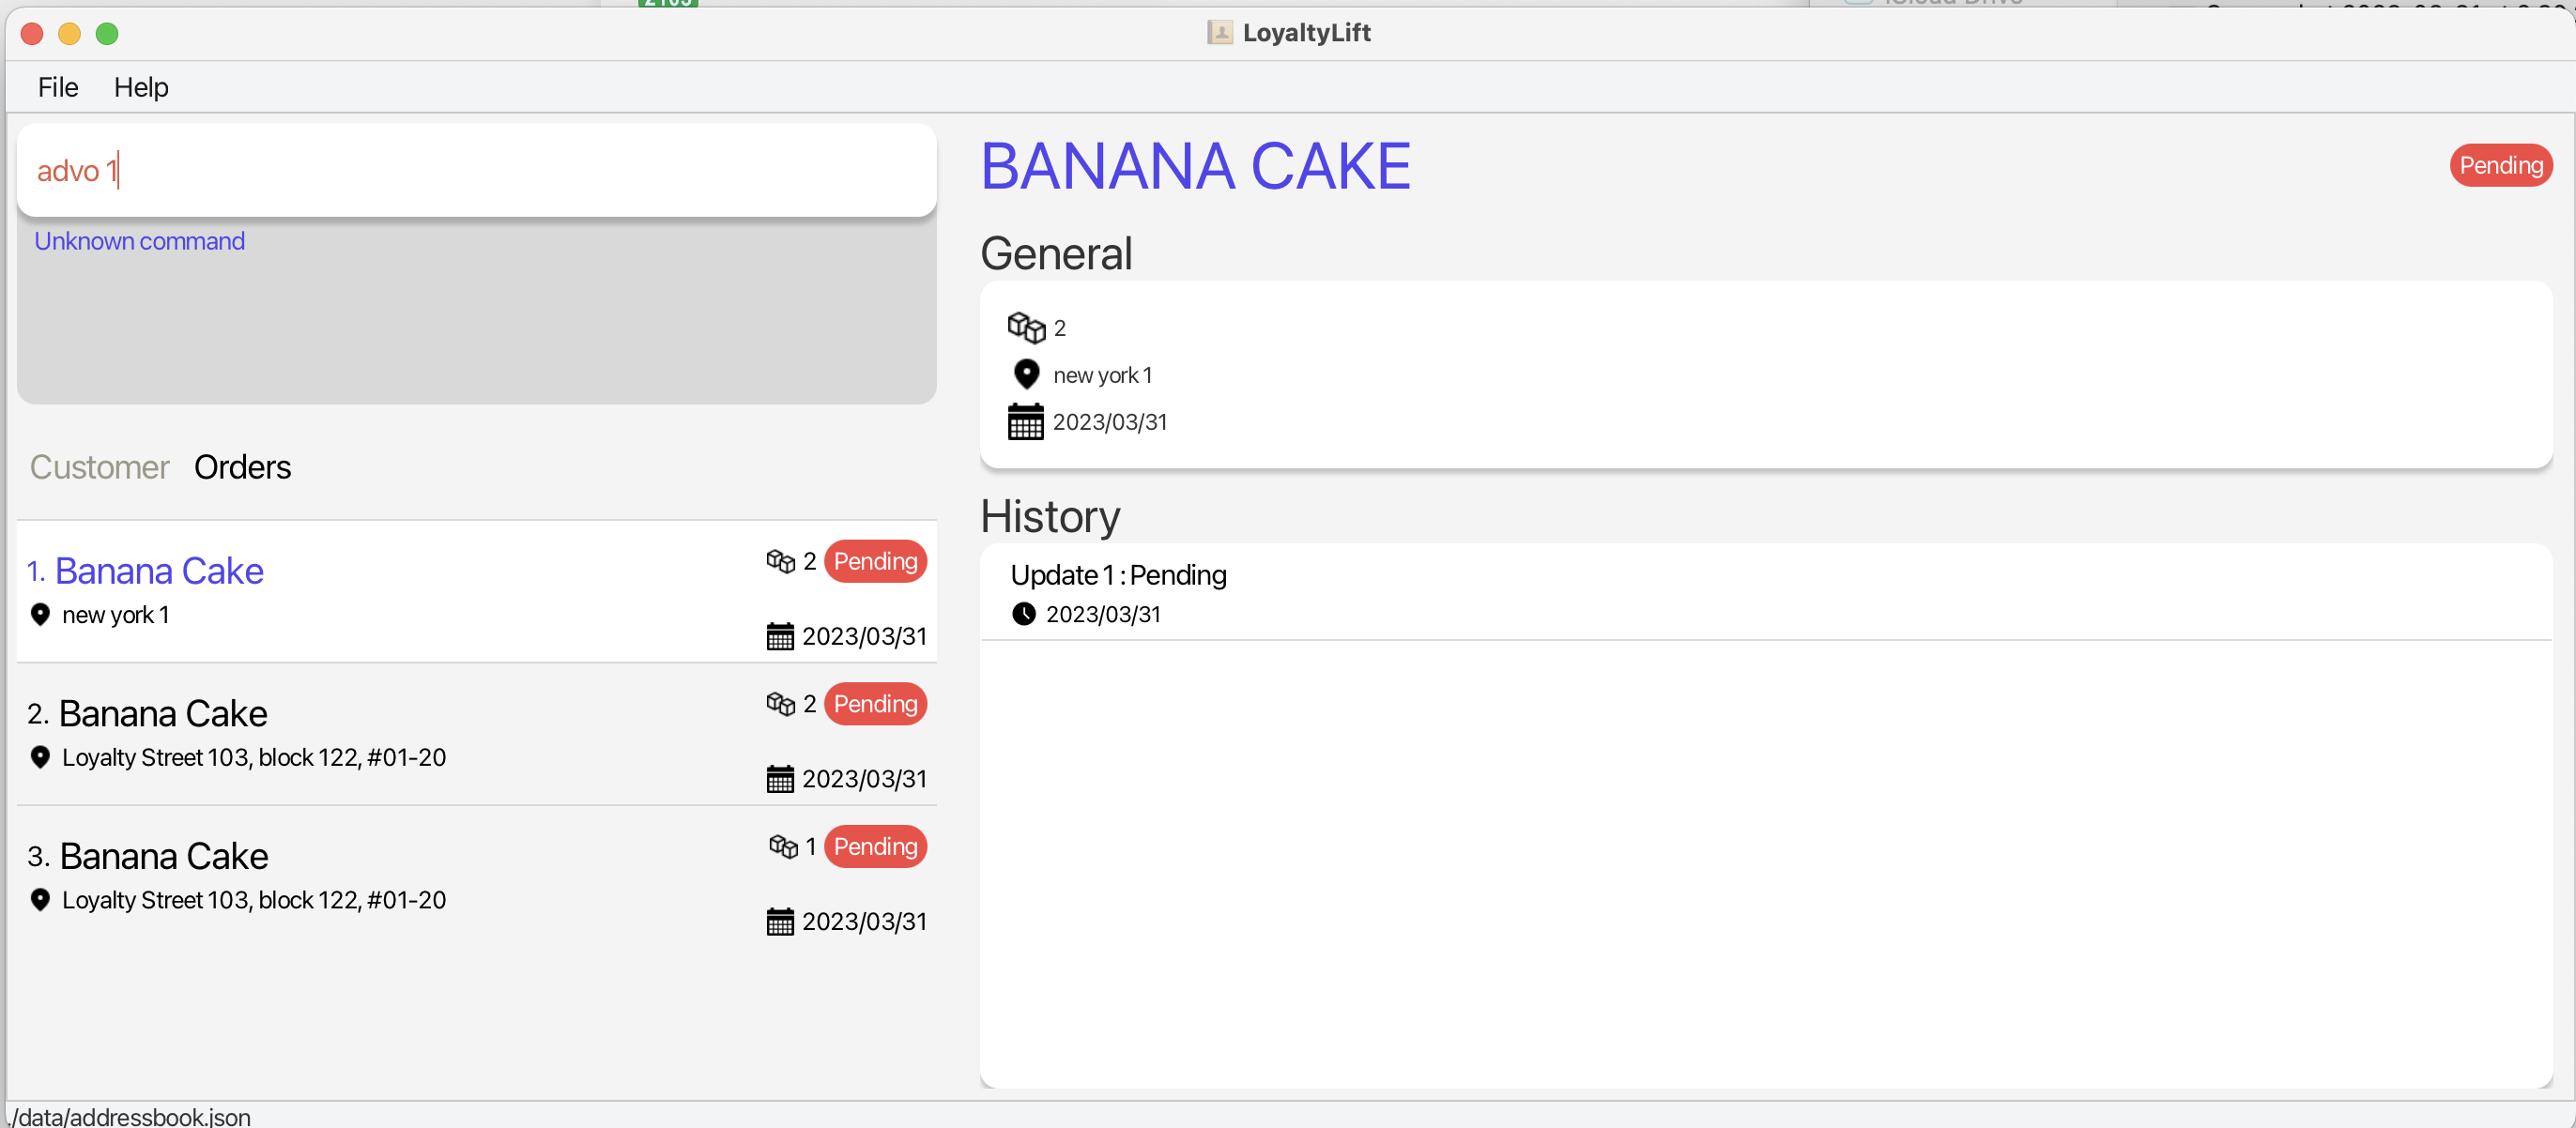 LoyaltyLift
File Help
advo 1
Unknown command
Customer Orders
1. Banana Cake
2 Pending
new york 1
2023/03/31
2. Banana Cake
2 Pending
Loyalty Street 103, block 122, #01-20
2023/03/31
3. Banana Cake
1 Pending
Loyalty Street 103, block 122, #01-20
2023/03/31
BANANA CAKE
Pending
General
2
new york 1
2023/03/31
History
Update 1 : Pending
2023/03/31
./data/addressbook.json